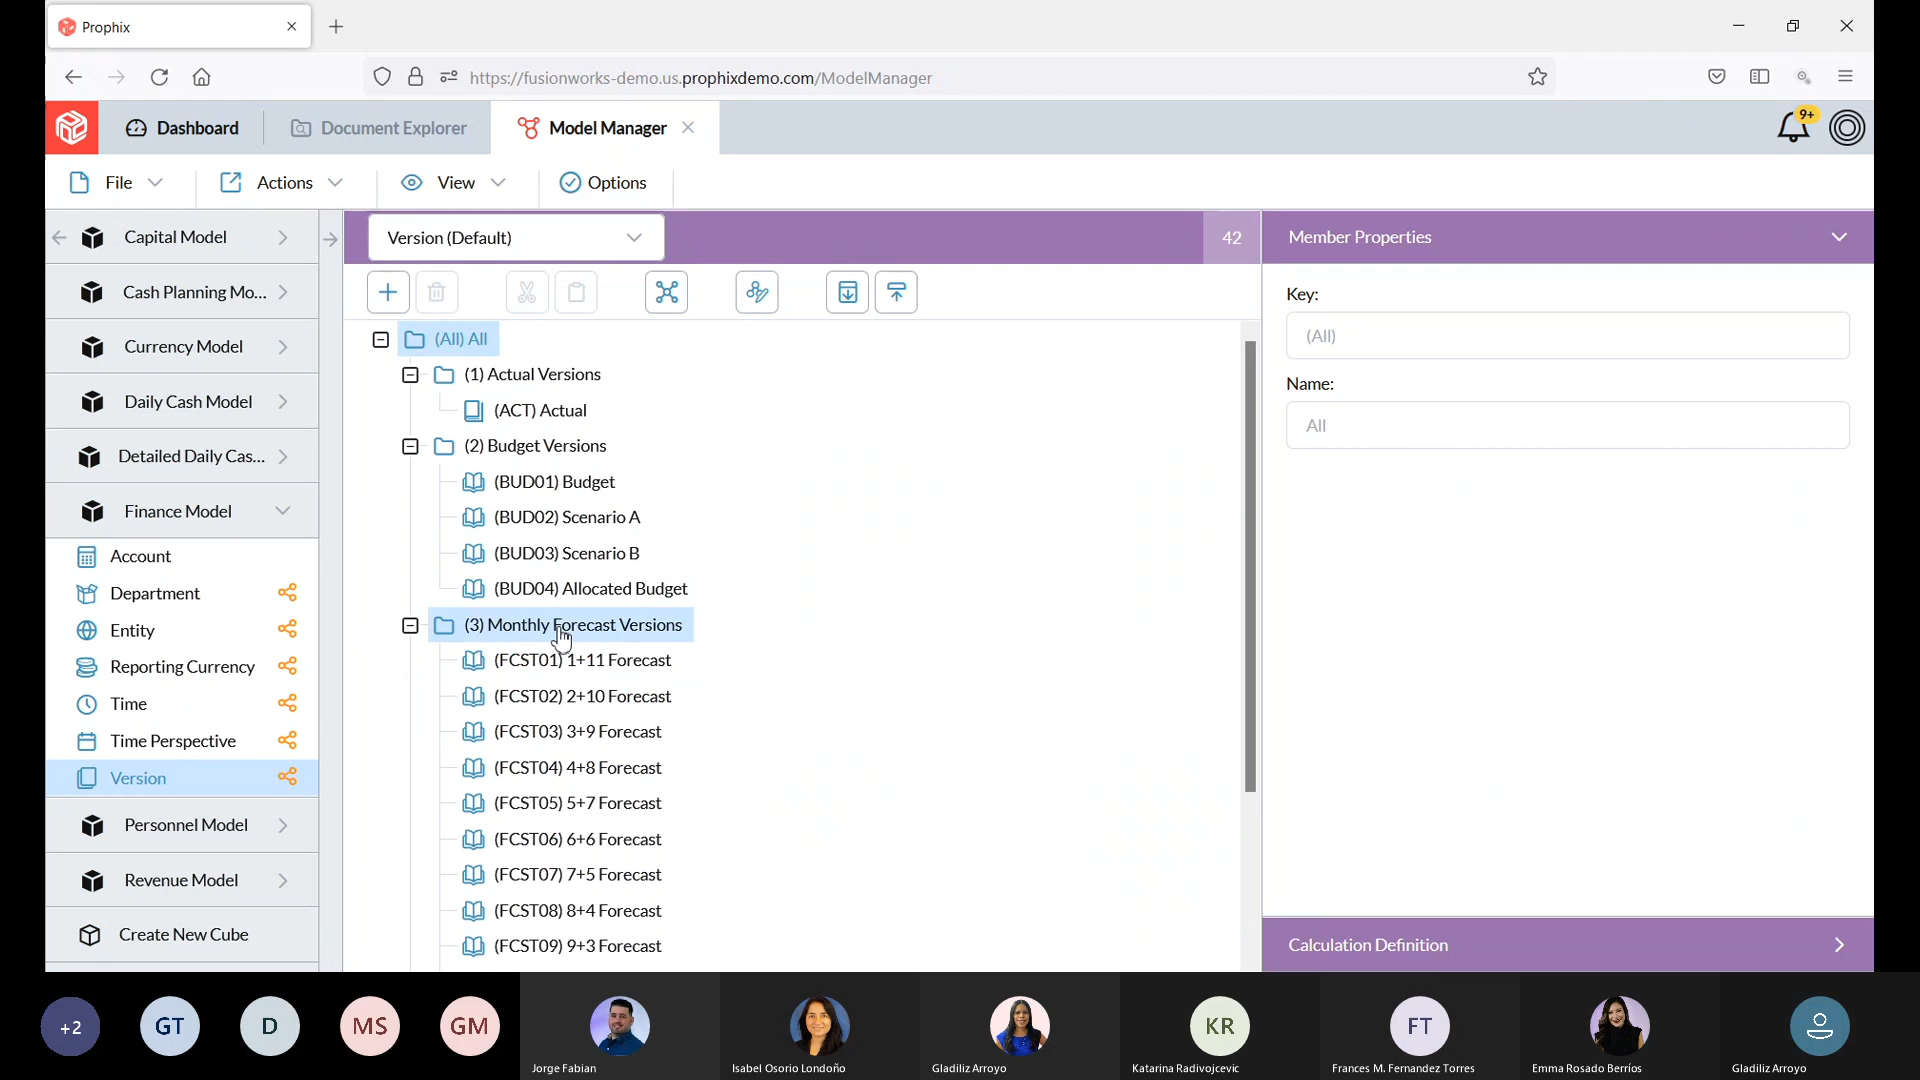 Prophix
https://fusionworks-demo.us.prophixdemo.com/ModelManager
Dashboard
Document Explorer
Model Manager
9+
File
Actions
View
Options
Capital Model
Cash Planning Mo...
Currency Model
Daily Cash Model
Detailed Daily Cas...
Finance Model
Account
Department
Entity
Reporting Currency
Time
Time Perspective
Version
Personnel Model
Revenue Model
Create New Cube
Version (Default)
42
(All) All
(1) Actual Versions
(ACT) Actual
(2) Budget Versions
(BUD01) Budget
(BUD02) Scenario A
(BUD03) Scenario B
(BUD04) Allocated Budget
(3) Monthly Forecast Versions
(FCST01) 1+11 Forecast
(FCST02) 2+10 Forecast
(FCST03) 3+9 Forecast
(FCST04) 4+8 Forecast
(FCST05) 5+7 Forecast
(FCST06) 6+6 Forecast
(FCST07) 7+5 Forecast
(FCST08) 8+4 Forecast
(FCST09) 9+3 Forecast
Member Properties
Key:
(All)
Name:
All
Calculation Definition
+2
GT
D
MS
GM
Jorge Fabian
Isabel Osorio Londoño
Gladiliz Arroyo
KR
Katarina Radivojcevic
FT
Frances M. Fernandez Torres
Emma Rosado Berríos
Gladiliz Arroyo